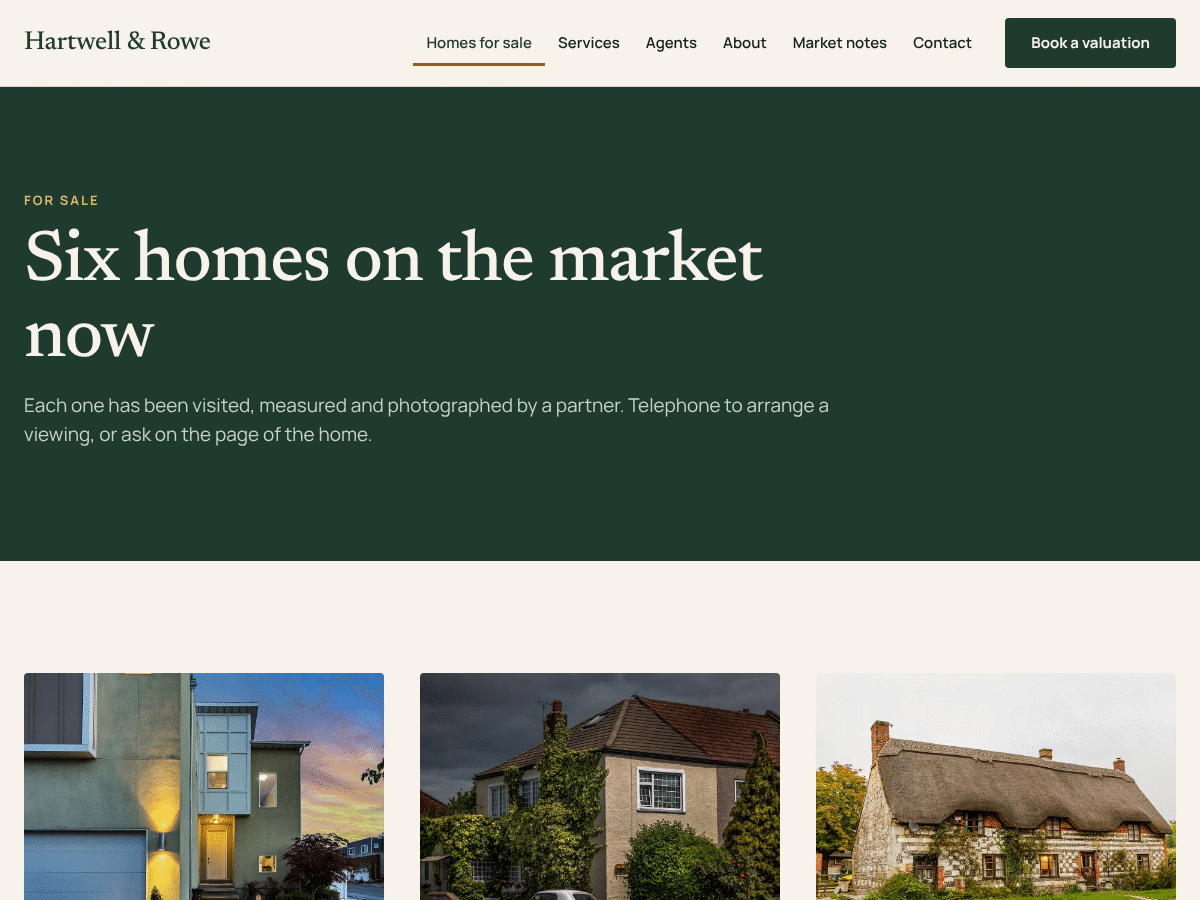 Hartwell & Rowe
Homes for sale
Services
Agents
About
Market notes
Contact
Book a valuation
FOR SALE
Six homes on the market
now
Each one has been visited, measured and photographed by a partner. Telephone to arrange a
viewing, or ask on the page of the home.